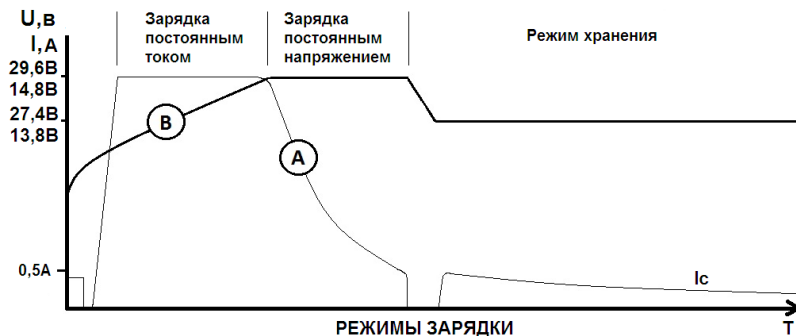 U,в
I,А
Зарядка
постоянным
током
Зарядка
постоянным
напряжением
Режим хранения
29,6В
14,8В
27,4В
13,8В
В
А
0,5А
Iс
РЕЖИМЫ ЗАРЯДКИ
Т